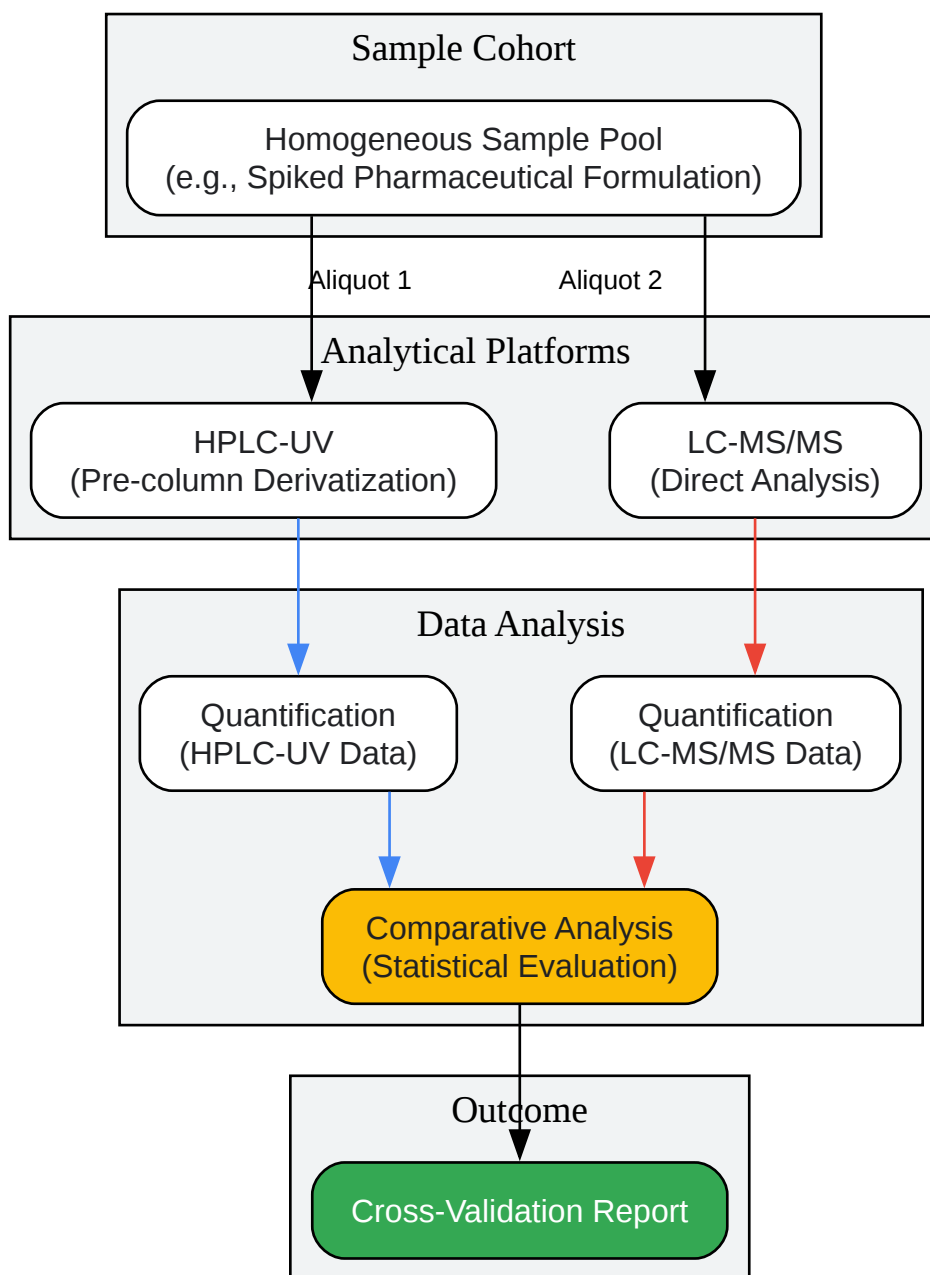 Sample Cohort
Homogeneous Sample Pool
(e.g., Spiked Pharmaceutical Formulation)
Aliquot 1
Aliquot 2
Analytical Platforms
HPLC-UV
(Pre-column Derivatization)
LC-MS/MS
(Direct Analysis)
Data Analysis
Quantification
(HPLC-UV Data)
Quantification
(LC-MS/MS Data)
Comparative Analysis
(Statistical Evaluation)
Outcome
Cross-Validation Report